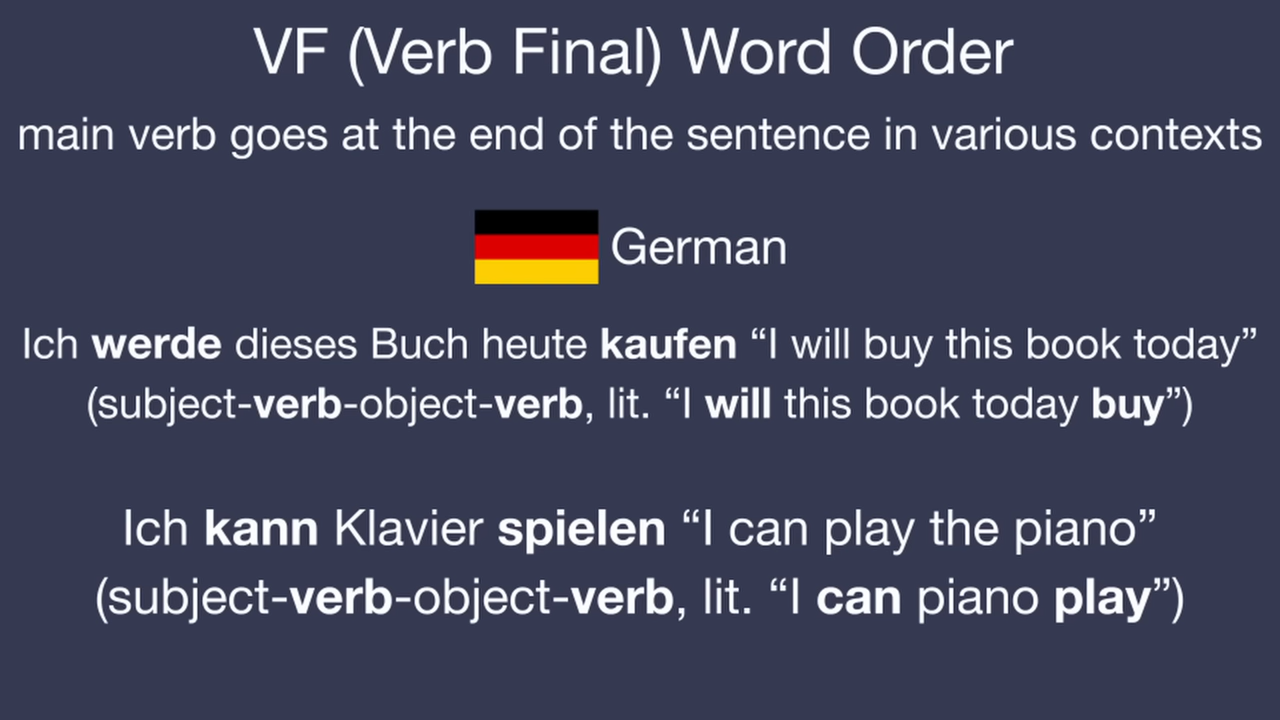 VF (Verb Final) Word Order
main verb goes at the end of the sentence in various contexts
German
Ich werde dieses Buch heute kaufen “I will buy this book today”
(subject-verb-object-verb, lit. “I will this book today buy”)
Ich kann Klavier spielen “I can play the piano”
(subject-verb-object-verb, lit. “I can piano play”)